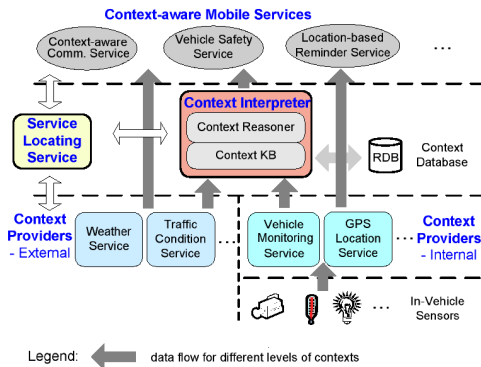 Context-aware Mobile Services
Context-aware
Comm. Service
Vehicle Safety
Service
Location-based
Reminder Service
...
Service
Locating
Service
Context Interpreter
Context Reasoner
Context KB
RDB
Context
Database
Context
Providers
- External
Weather
Service
Traffic
Condition
Service
...
Vehicle
Monitoring
Service
GPS
Location
Service
...
Context
Providers
- Internal
... In-Vehicle
Sensors
Legend: data flow for different levels of contexts